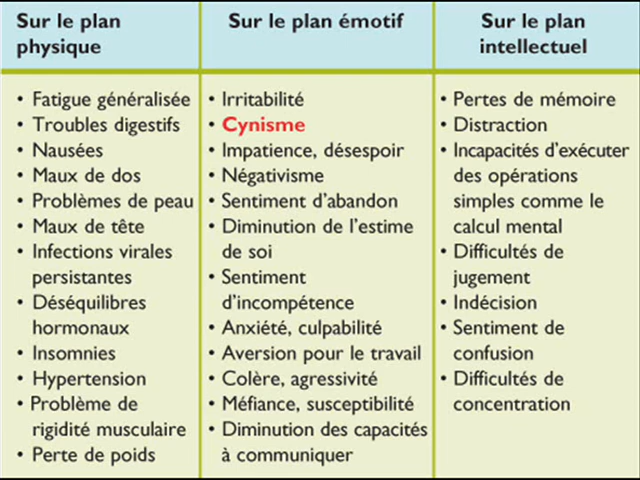 Sur le plan
physique
• Fatigue généralisée
• Troubles digestifs
• Nausées
• Maux de dos
• Problèmes de peau
• Maux de tête
• Infections virales
persistantes
• Déséquilibres
hormonaux
• Insomnies
• Hypertension
• Problème de
rigidité musculaire
• Perte de poids
Sur le plan émotif
• Irritabilité
• Cynisme
• Impatience, désespoir
• Négativisme
• Sentiment d'abandon
• Diminution de l'estime
de soi
• Sentiment
d'incompétence
• Anxiété, culpabilité
• Aversion pour le travail
• Colère, agressivité
• Méfiance, susceptibilité
• Diminution des capacités
à communiquer
Sur le plan
intellectuel
• Pertes de mémoire
• Distraction
• Incapacités d'exécuter
des opérations
simples comme le
calcul mental
• Difficultés de
jugement
• Indécision
• Sentiment de
confusion
• Difficultés de
concentration